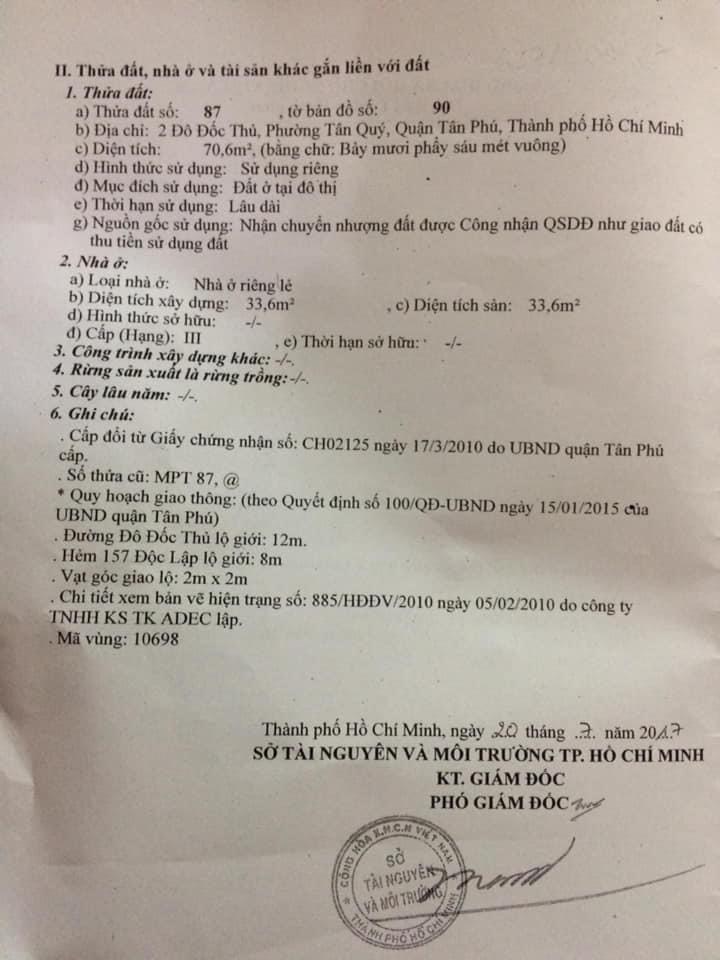 II. Thửa đất, nhà ở và tài sản khác gắn liền với đất
1. Thửa đất:
a) Thửa đất số: 87 , tờ bản đồ số: 90
b) Địa chỉ: 2 Đô Đốc Thủ, Phường Tân Quý, Quận Tân Phú, Thành phố Hồ Chí Minh
c) Diện tích: 70,6m², (bằng chữ: Bảy mươi phẩy sáu mét vuông)
d) Hình thức sử dụng: Sử dụng riêng
đ) Mục đích sử dụng: Đất ở tại đô thị
e) Thời hạn sử dụng: Lâu dài
g) Nguồn gốc sử dụng: Nhận chuyển nhượng đất được Công nhận QSDĐ như giao đất có
thu tiền sử dụng đất
2. Nhà ở:
a) Loại nhà ở: Nhà ở riêng lẻ
b) Diện tích xây dựng: 33,6m² , c) Diện tích sàn: 33,6m²
d) Hình thức sở hữu: -/-
đ) Cấp (Hạng): III , e) Thời hạn sở hữu: -/-
3. Công trình xây dựng khác: -/-.
4. Rừng sản xuất là rừng trồng: -/-.
5. Cây lâu năm: -/-.
6. Ghi chú:
. Cấp đổi từ Giấy chứng nhận số: CH02125 ngày 17/3/2010 do UBND quận Tân Phú
cấp.
. Số thửa cũ: MPT 87, @
* Quy hoạch giao thông: (theo Quyết định số 100/QĐ-UBND ngày 15/01/2015 của
UBND quận Tân Phú)
. Đường Đô Đốc Thủ lộ giới: 12m.
. Hẻm 157 Độc Lập lộ giới: 8m
. Vạt góc giao lộ: 2m x 2m
. Chi tiết xem bản vẽ hiện trạng số: 885/HĐĐV/2010 ngày 05/02/2010 do công ty
TNHH KS TK ADEC lập.
. Mã vùng: 10698
Thành phố Hồ Chí Minh, ngày 20 tháng .7. năm 2017
SỞ TÀI NGUYÊN VÀ MÔI TRƯỜNG TP. HỒ CHÍ MINH
KT. GIÁM ĐỐC
PHÓ GIÁM ĐỐC
CỘNG HÒA X.H.C.N VIỆT NAM
SỞ
TÀI NGUYÊN
VÀ MÔI TRƯỜNG
THÀNH PHỐ HỒ CHÍ MINH